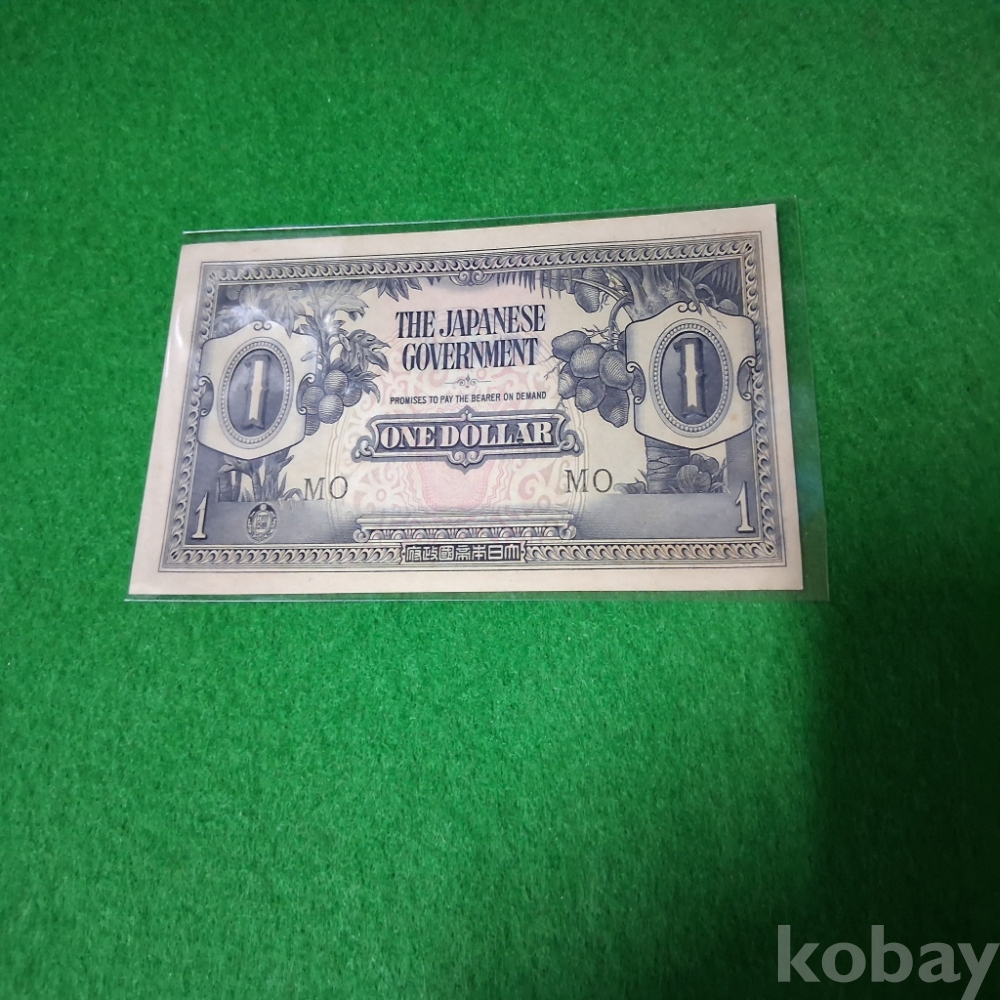 THE JAPANESE
GOVERNMENT
PROMISES TO PAY THE BEARER ON DEMAND
ONE DOLLAR
1
1
MO
MO
1
1
府政國帝本日大
kobay